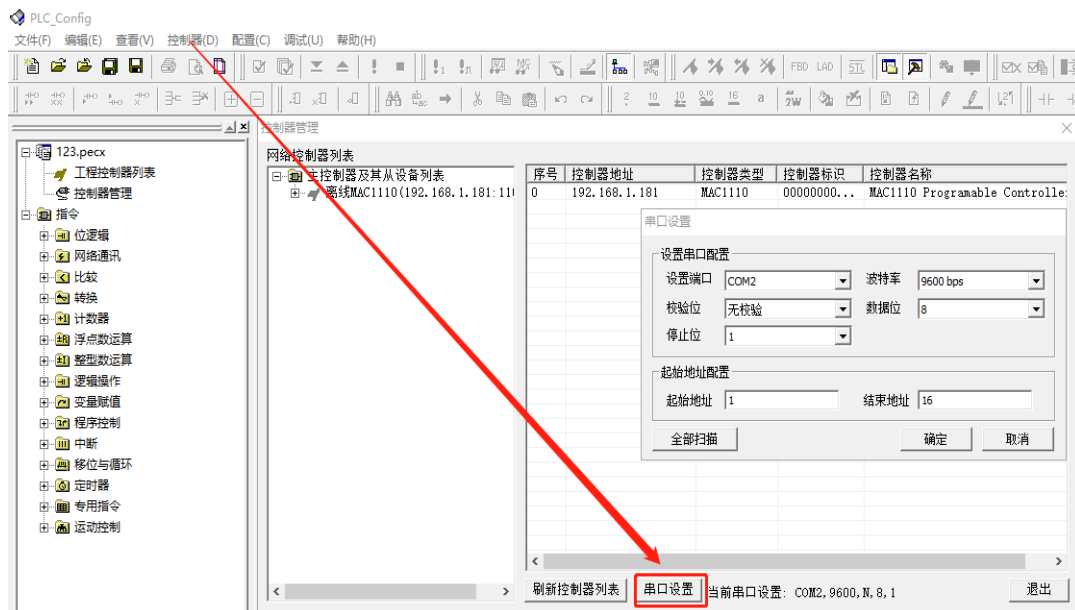 PLC_Config
文件(F) 编辑(E) 查看(V) 控制器(D) 配置(C) 调试(U) 帮助(H)
FBD LAD
控制器管理
123.pecx
工程控制器列表
控制器管理
指令
位逻辑
网络通讯
比较
转换
计数器
浮点数运算
整型数运算
逻辑操作
变量赋值
程序控制
中断
移位与循环
定时器
专用指令
运动控制
网络控制器列表
主控制器及其从设备列表
离线MAC1110(192.168.1.181:11
序号 控制器地址 控制器类型 控制器标识 控制器名称
0 192.168.1.181 MAC1110 00000000... MAC1110 Programable Controlle
串口设置
设置串口配置
设置端口 COM2 波特率 9600 bps
校验位 无校验 数据位 8
停止位 1
起始地址配置
起始地址 1 结束地址 16
全部扫描 确定 取消
刷新控制器列表 串口设置 当前串口设置: COM2,9600,N,8,1 退出